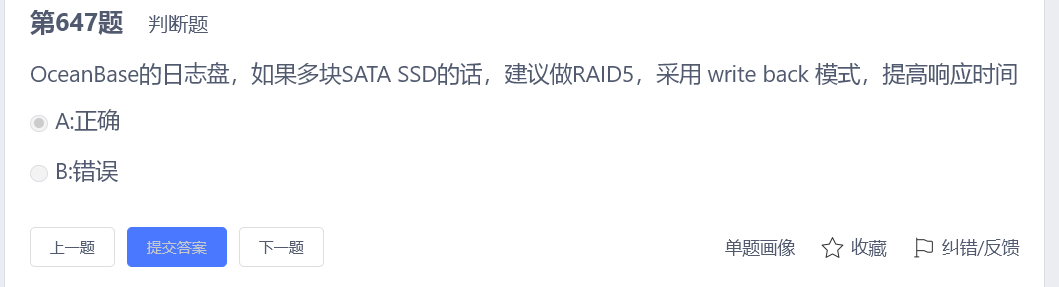 第647题 判断题
OceanBase的日志盘，如果多块SATA SSD的话，建议做RAID5，采用 write back 模式，提高响应时间
A:正确
B:错误
上一题 提交答案 下一题 单题画像 收藏 纠错/反馈